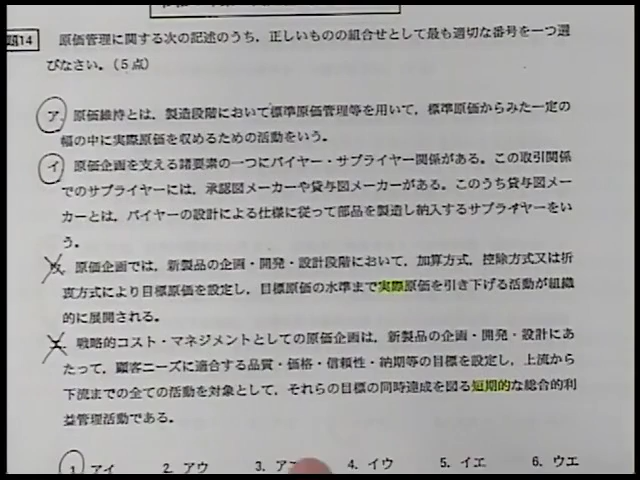 題14 原価管理に関する次の記述のうち，正しいものの組合せとして最も適切な番号を一つ選
びなさい。（５点）
ア．原価維持とは，製造段階において標準原価管理等を用いて，標準原価からみた一定の
幅の中に実際原価を収めるための活動をいう。
イ．原価企画を支える諸要素の一つにバイヤー・サプライヤー関係がある。この取引関係
でのサプライヤーには，承認図メーカーや貸与図メーカーがある。このうち貸与図メー
カーとは，バイヤーの設計による仕様に従って部品を製造し納入するサプライヤーをい
う。
原価企画では，新製品の企画・開発・設計段階において，加算方式，控除方式又は折
衷方式により目標原価を設定し，目標原価の水準まで実際原価を引き下げる活動が組織
的に展開される。
戦略的コスト・マネジメントとしての原価企画は，新製品の企画・開発・設計にあ
たって，顧客ニーズに適合する品質・価格・信頼性・納期等の目標を設定し，上流から
下流までの全ての活動を対象として，それらの目標の同時達成を図る短期的な総合的利
益管理活動である。
1. アイ 2. アウ 3. アエ 4. イウ 5. イエ 6. ウエ